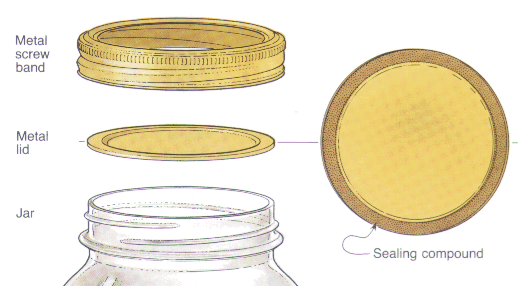 Metal
screw
band
Metal
lid
Jar
Sealing compound